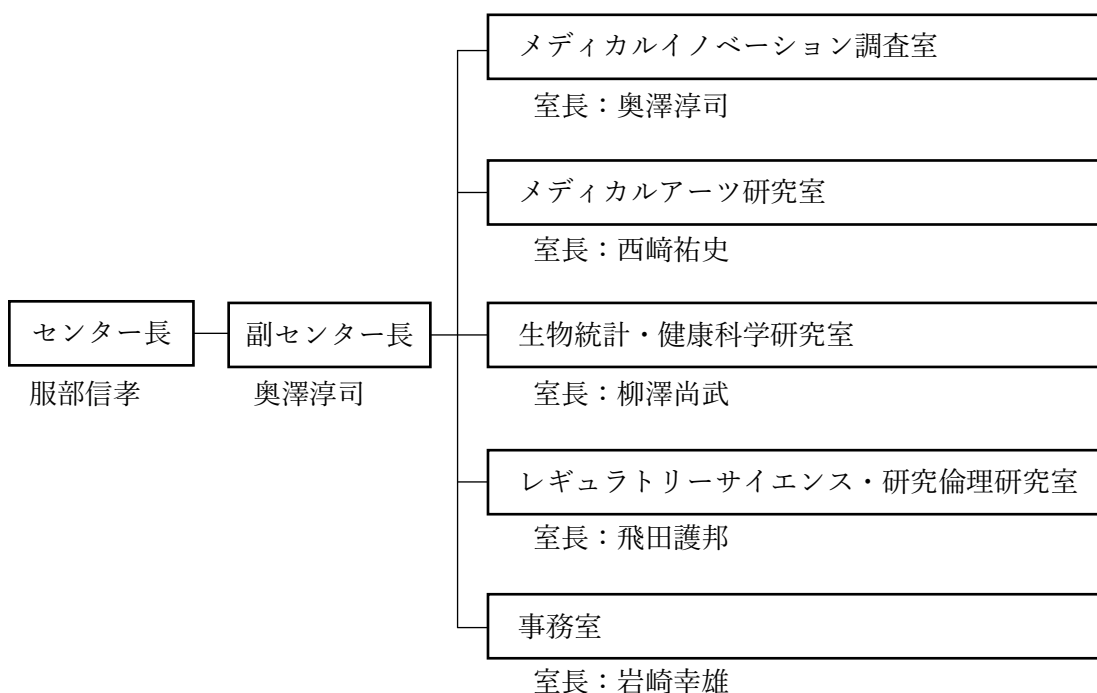 メディカルイノベーション調査室
室長：奥澤淳司
メディカルアーツ研究室
室長：西﨑祐史
センター長
副センター長
生物統計・健康科学研究室
服部信孝
奥澤淳司
室長：柳澤尚武
レギュラトリーサイエンス・研究倫理研究室
室長：飛田護邦
事務室
室長：岩崎幸雄